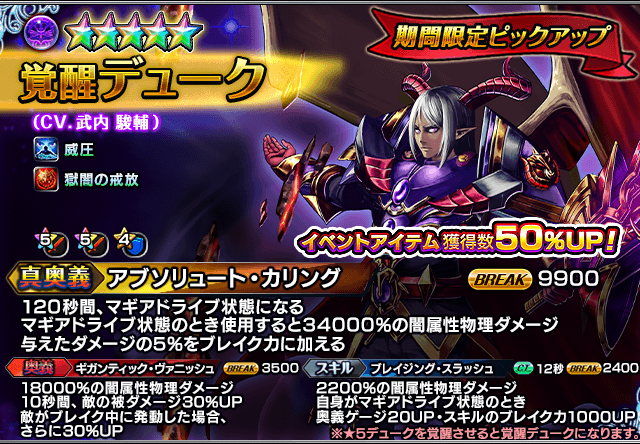 期間限定ピックアップ
覚醒デューク
(CV.武内 駿輔)
威圧
獄闇の戒放
5 5 4
イベントアイテム獲得数50%UP!
真奥義 アブソリュート・カリング BREAK 9900
120秒間、マギアドライブ状態になる
マギアドライブ状態のとき使用すると34000%の闇属性物理ダメージ
与えたダメージの5%をブレイク力に加える
奥義 ギガンティック・ヴァニッシュ BREAK 3500
18000%の闇属性物理ダメージ
10秒間、敵の被ダメージ30%UP
敵がブレイク中に発動した場合、
さらに30%UP
スキル ブレイジング・スラッシュ CT 12秒 BREAK 2400
2200%の闇属性物理ダメージ
自身がマギアドライブ状態のとき
奥義ゲージ20UP・スキルのブレイク力1000UP
※★5デュークを覚醒させると覚醒デュークになります。